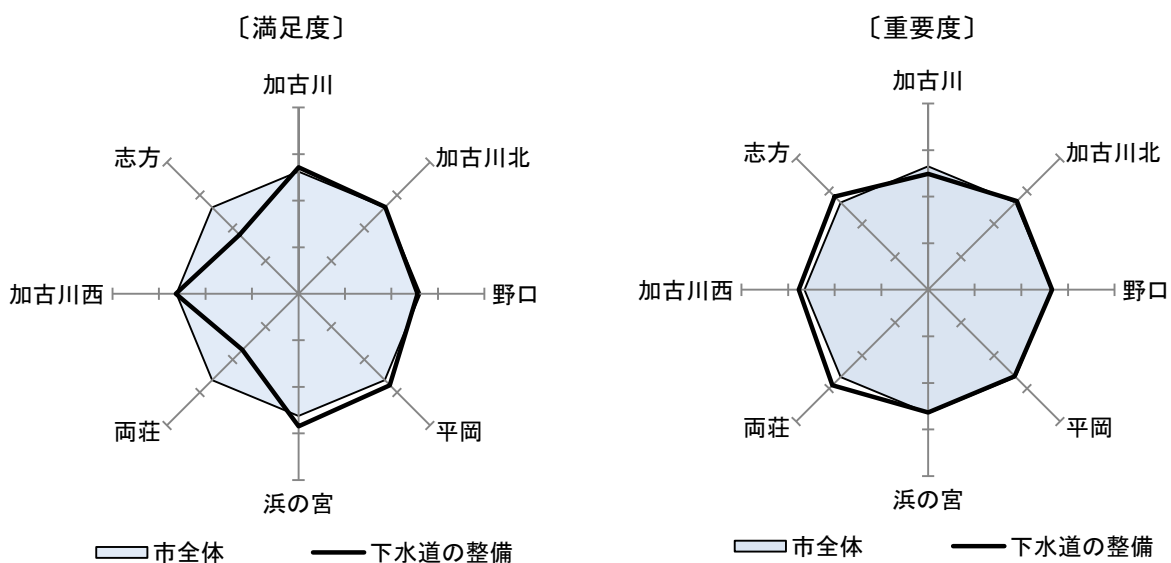 〔満足度〕
加古川
加古川北
野口
平岡
浜の宮
両荘
加古川西
志方
市全体
下水道の整備
〔重要度〕
加古川
加古川北
野口
平岡
浜の宮
両荘
加古川西
志方
市全体
下水道の整備